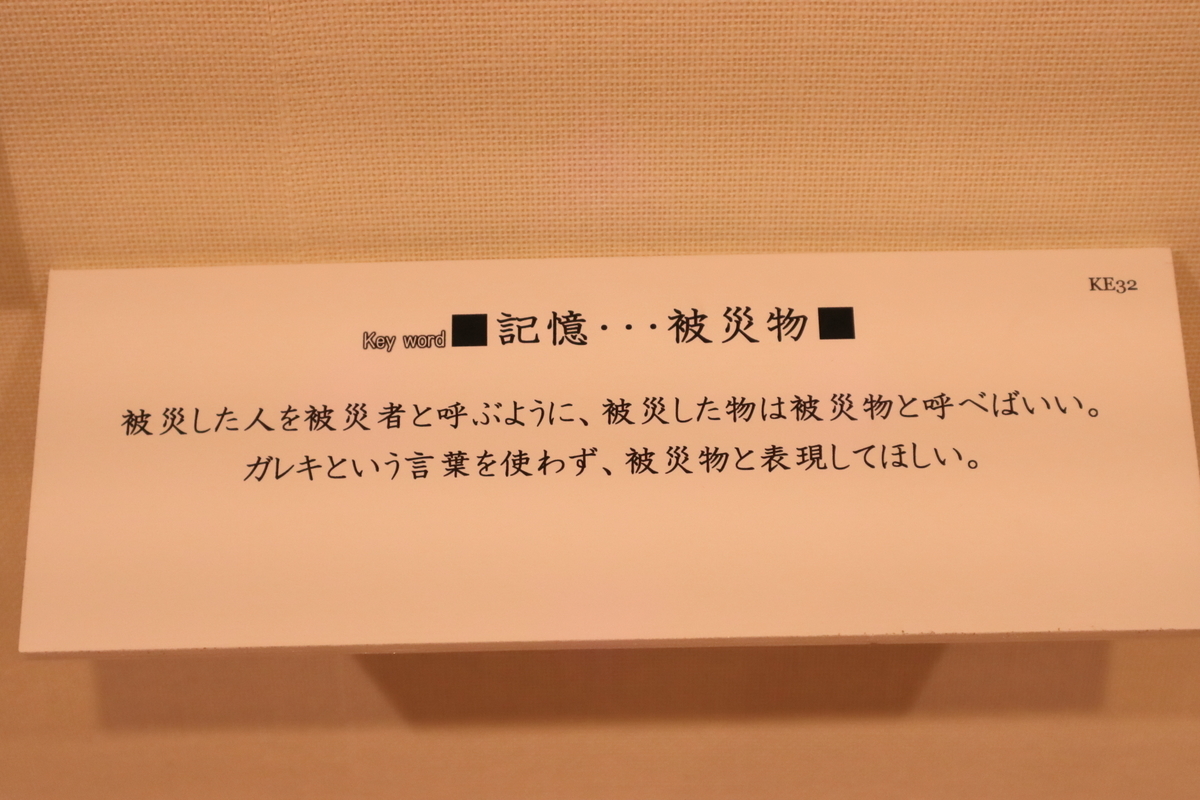 KE32
Key word ■記憶・・・被災物■
被災した人を被災者と呼ぶように、被災した物は被災物と呼べばいい。
ガレキという言葉を使わず、被災物と表現してほしい。